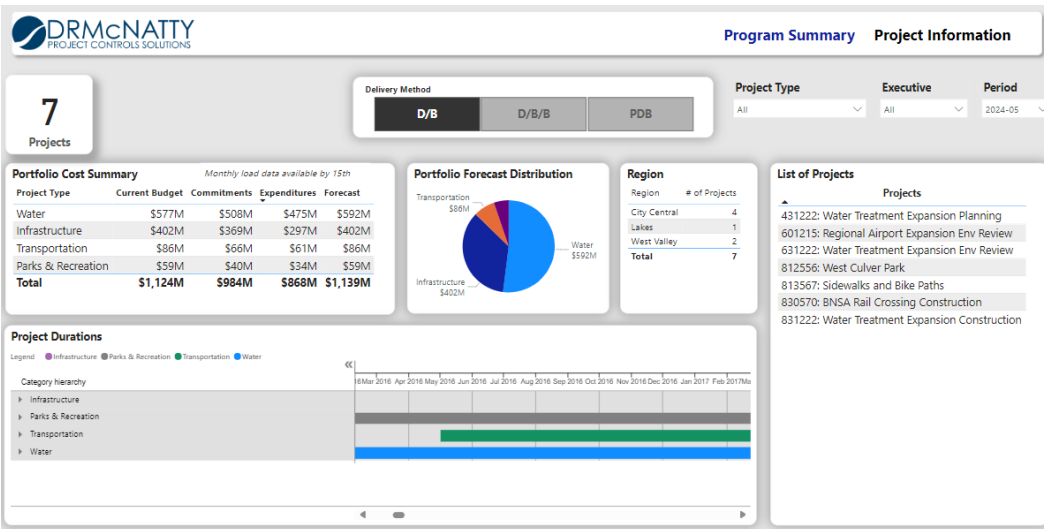 DRMcNATTY
PROJECT CONTROLS SOLUTIONS
Program Summary Project Information
7
Projects
Delivery Method
D/B D/B/B PDB
Project Type Executive Period
All All 2024-05
Portfolio Cost Summary Monthly load data available by 15th
Project Type Current Budget Commitments Expenditures Forecast
Water $577M $508M $475M $592M
Infrastructure $402M $369M $297M $402M
Transportation $86M $66M $61M $86M
Parks & Recreation $59M $40M $34M $59M
Total $1,124M $984M $868M $1,139M
Portfolio Forecast Distribution
Transportation
$86M
Water
$592M
Infrastructure
$402M
Region
Region # of Projects
City Central 4
Lakes 1
West Valley 2
Total 7
List of Projects
Projects
431222: Water Treatment Expansion Planning
601215: Regional Airport Expansion Env Review
631222: Water Treatment Expansion Env Review
812556: West Culver Park
813567: Sidewalks and Bike Paths
830570: BNSA Rail Crossing Construction
831222: Water Treatment Expansion Construction
Project Durations
Legend Infrastructure Parks & Recreation Transportation Water
Category hierarchy
6 Mar 2016 Apr 2016 May 2016 Jun 2016 Jul 2016 Aug 2016 Sep 2016 Oct 2016 Nov 2016 Dec 2016 Jan 2017 Feb 2017 Ma
Infrastructure
Parks & Recreation
Transportation
Water